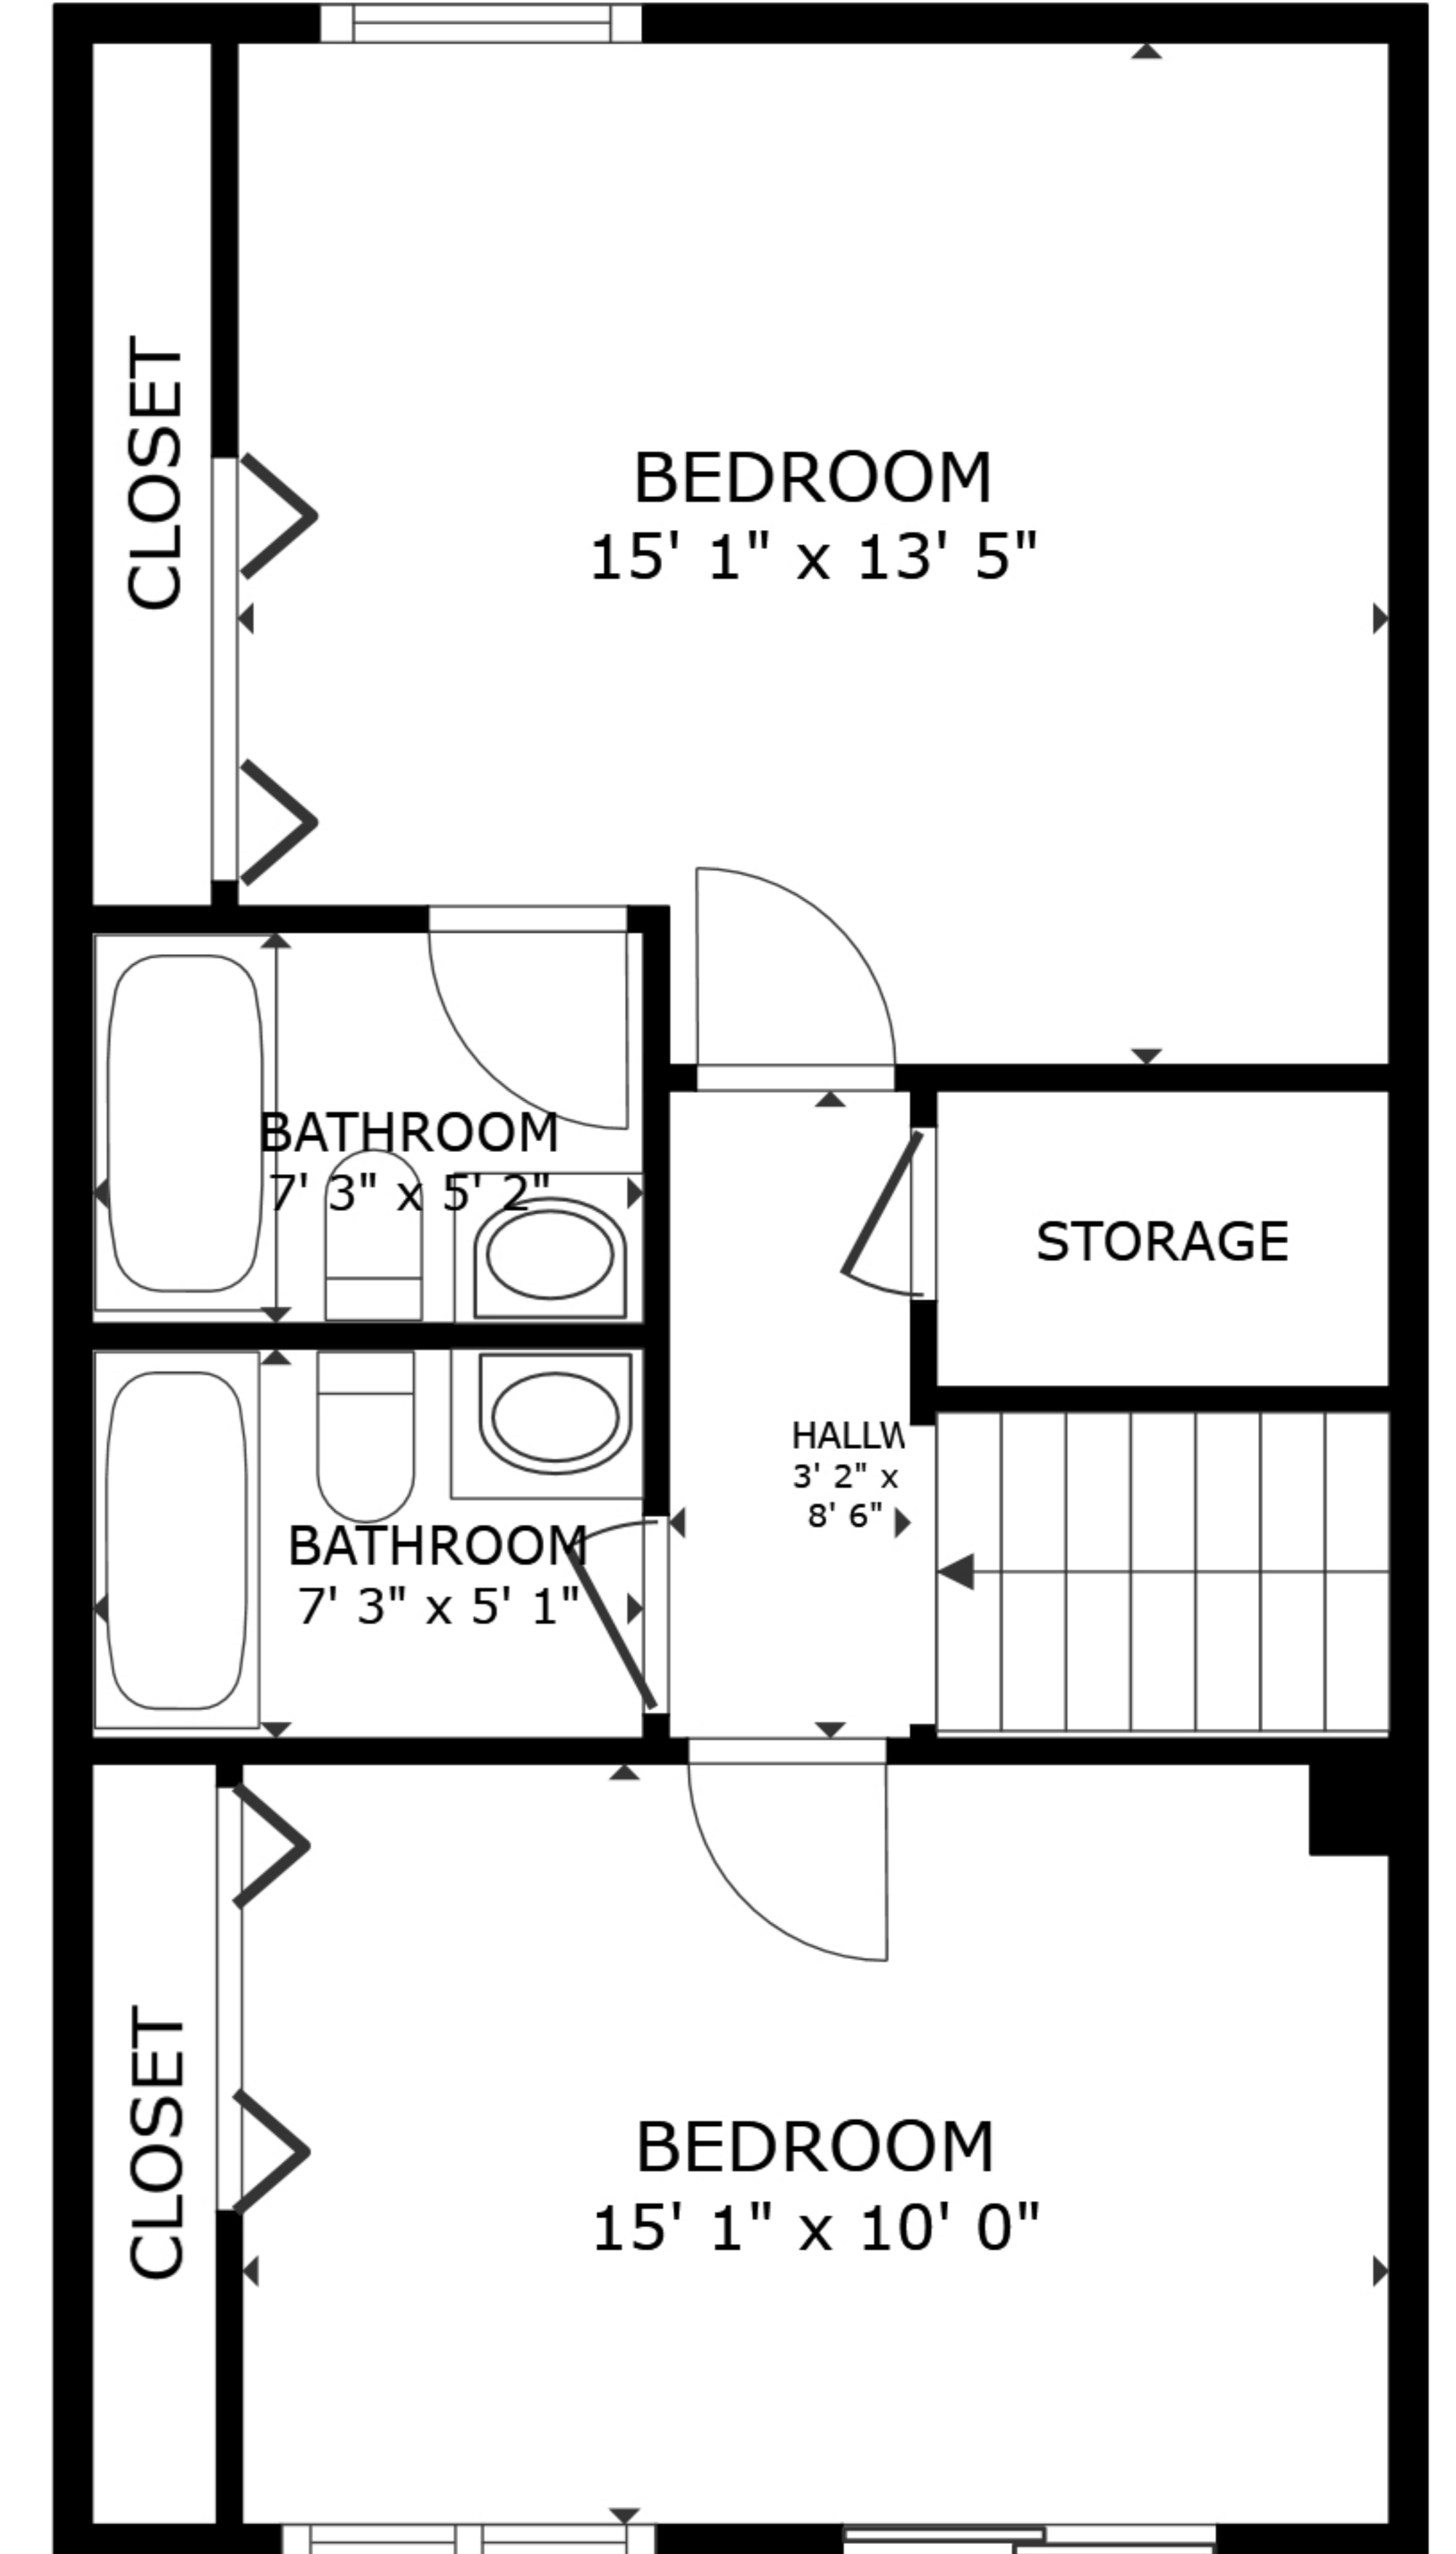 CLOSET
BEDROOM
15' 1" x 13' 5"
BATHROOM
7' 3" x 5' 2"
STORAGE
HALLW
3' 2" x
8' 6"
BATHROOM
7' 3" x 5' 1"
CLOSET
BEDROOM
15' 1" x 10' 0"